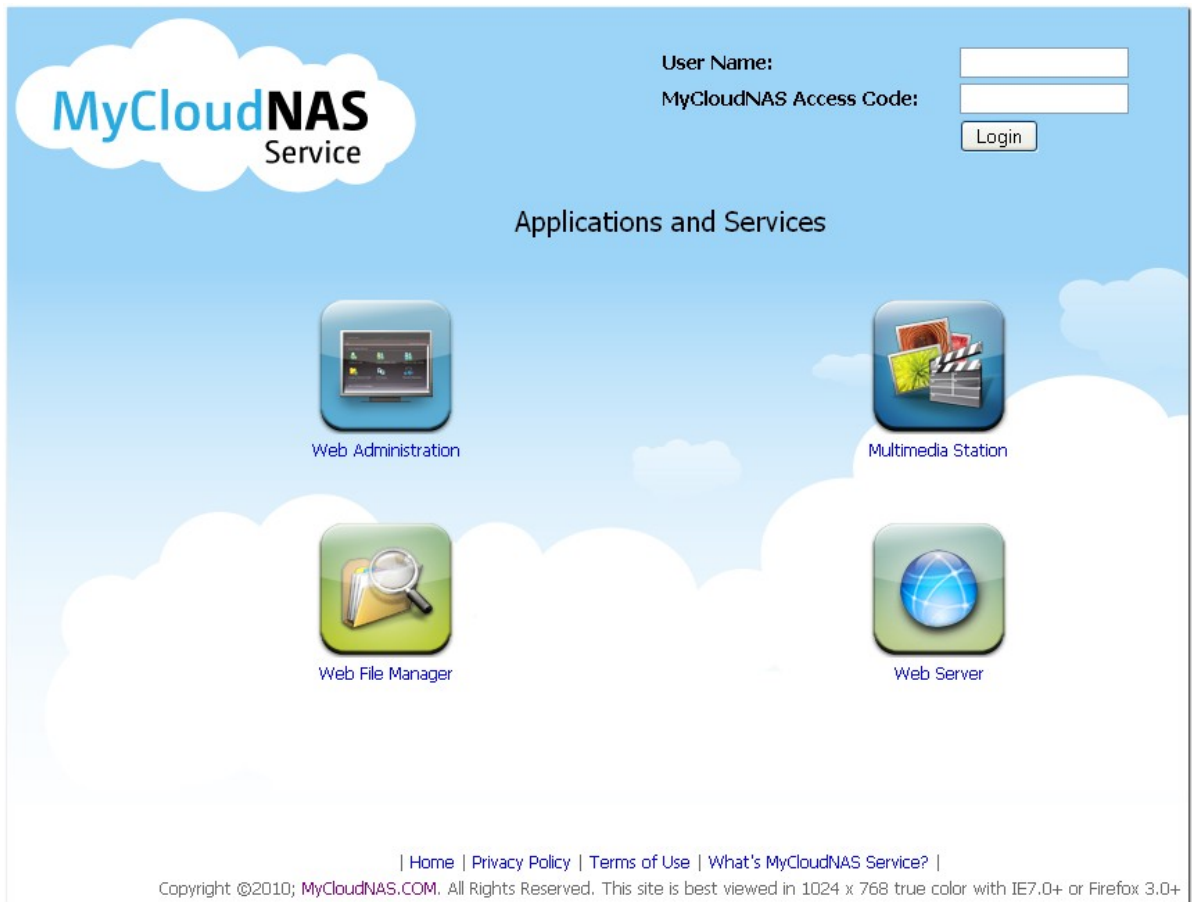 MyCloudNAS
Service
User Name:
MyCloudNAS Access Code:
Login
Applications and Services
Web Administration
Multimedia Station
Web File Manager
Web Server
| Home | Privacy Policy | Terms of Use | What's MyCloudNAS Service? |
Copyright ©2010; MyCloudNAS.COM. All Rights Reserved. This site is best viewed in 1024 x 768 true color with IE7.0+ or Firefox 3.0+